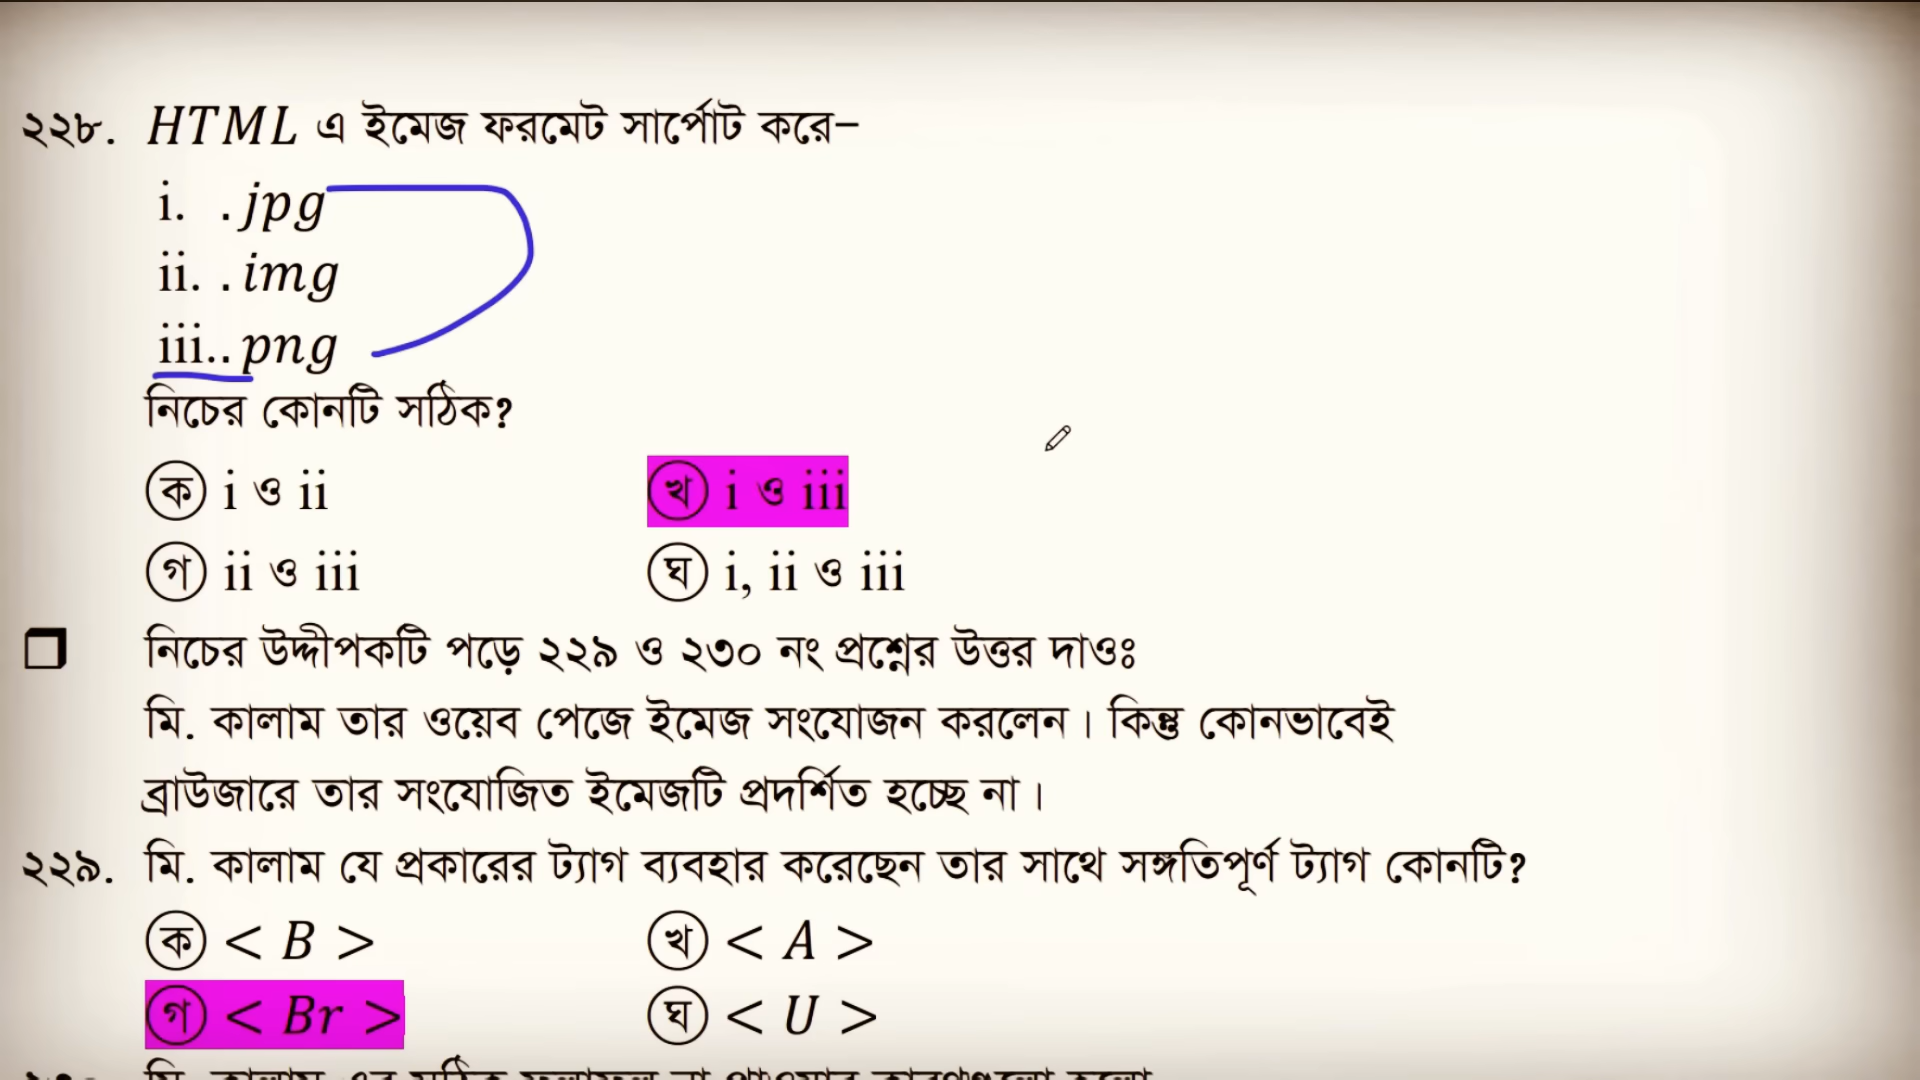 ২২৮. HTML এ ইমেজ ফরমেট সার্পোট করে–
i. .jpg
ii. .img
iii..png
নিচের কোনটি সঠিক?
ক i ও ii খ i ও iii
গ ii ও iii ঘ i, ii ও iii
❒ নিচের উদ্দীপকটি পড়ে ২২৯ ও ২৩০ নং প্রশ্নের উত্তর দাওঃ
মি. কালাম তার ওয়েব পেজে ইমেজ সংযোজন করলেন। কিন্তু কোনভাবেই
ব্রাউজারে তার সংযোজিত ইমেজটি প্রদর্শিত হচ্ছে না।
২২৯. মি. কালাম যে প্রকারের ট্যাগ ব্যবহার করেছেন তার সাথে সঙ্গতিপূর্ণ ট্যাগ কোনটি?
ক < B > খ < A >
গ < Br > ঘ < U >